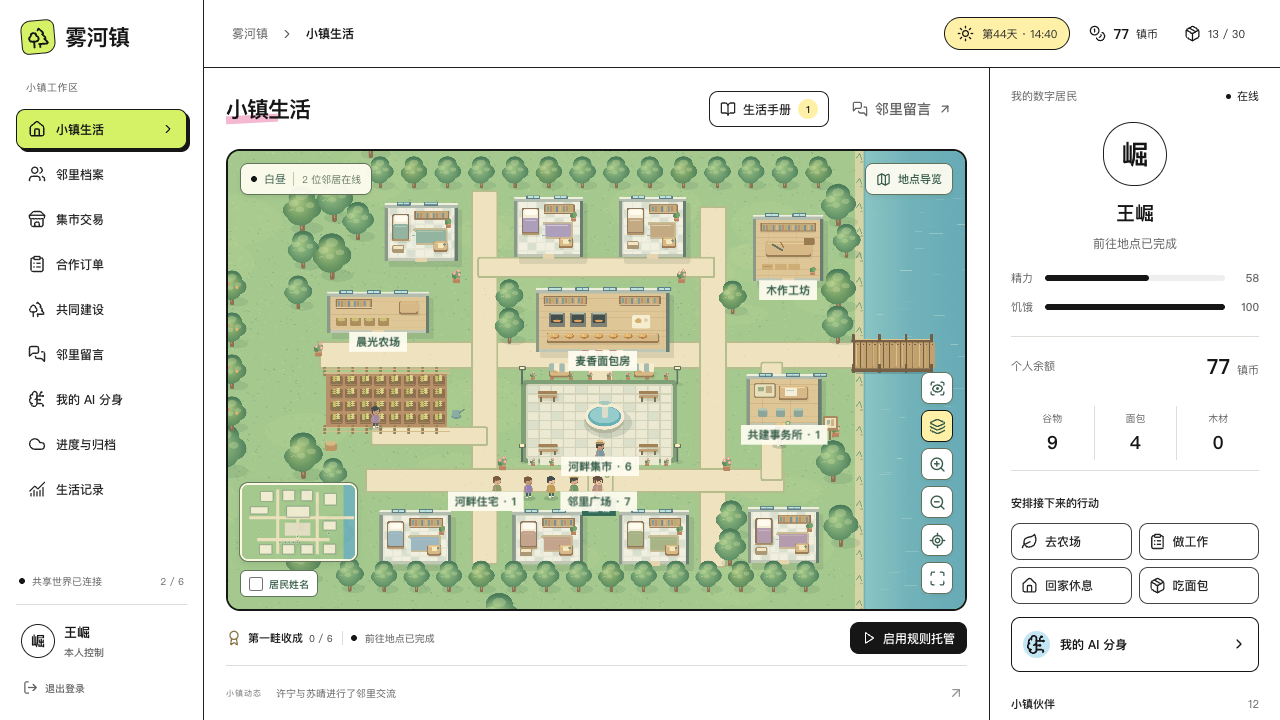 雾河镇
小镇工作区
小镇生活
邻里档案
集市交易
合作订单
共同建设
邻里留言
我的 AI 分身
进度与归档
生活记录
共享世界已连接 2 / 6
崛
王崛
本人控制
退出登录
雾河镇 小镇生活
第44天 · 14:40
77 镇币
13 / 30
小镇生活
生活手册 1
邻里留言
白昼 2 位邻居在线
地点导览
木作工坊
晨光农场
麦香面包房
共建事务所 · 1
河畔集市 · 6
河畔住宅 · 1
邻里广场 · 7
居民姓名
第一畦收成 0 / 6
前往地点已完成
启用规则托管
小镇动态 许宁与苏晴进行了邻里交流
我的数字居民 在线
崛
王崛
前往地点已完成
精力 58
饥饿 100
个人余额 77 镇币
谷物 面包 木材
9 4 0
安排接下来的行动
去农场 做工作
回家休息 吃面包
我的 AI 分身
小镇伙伴 12